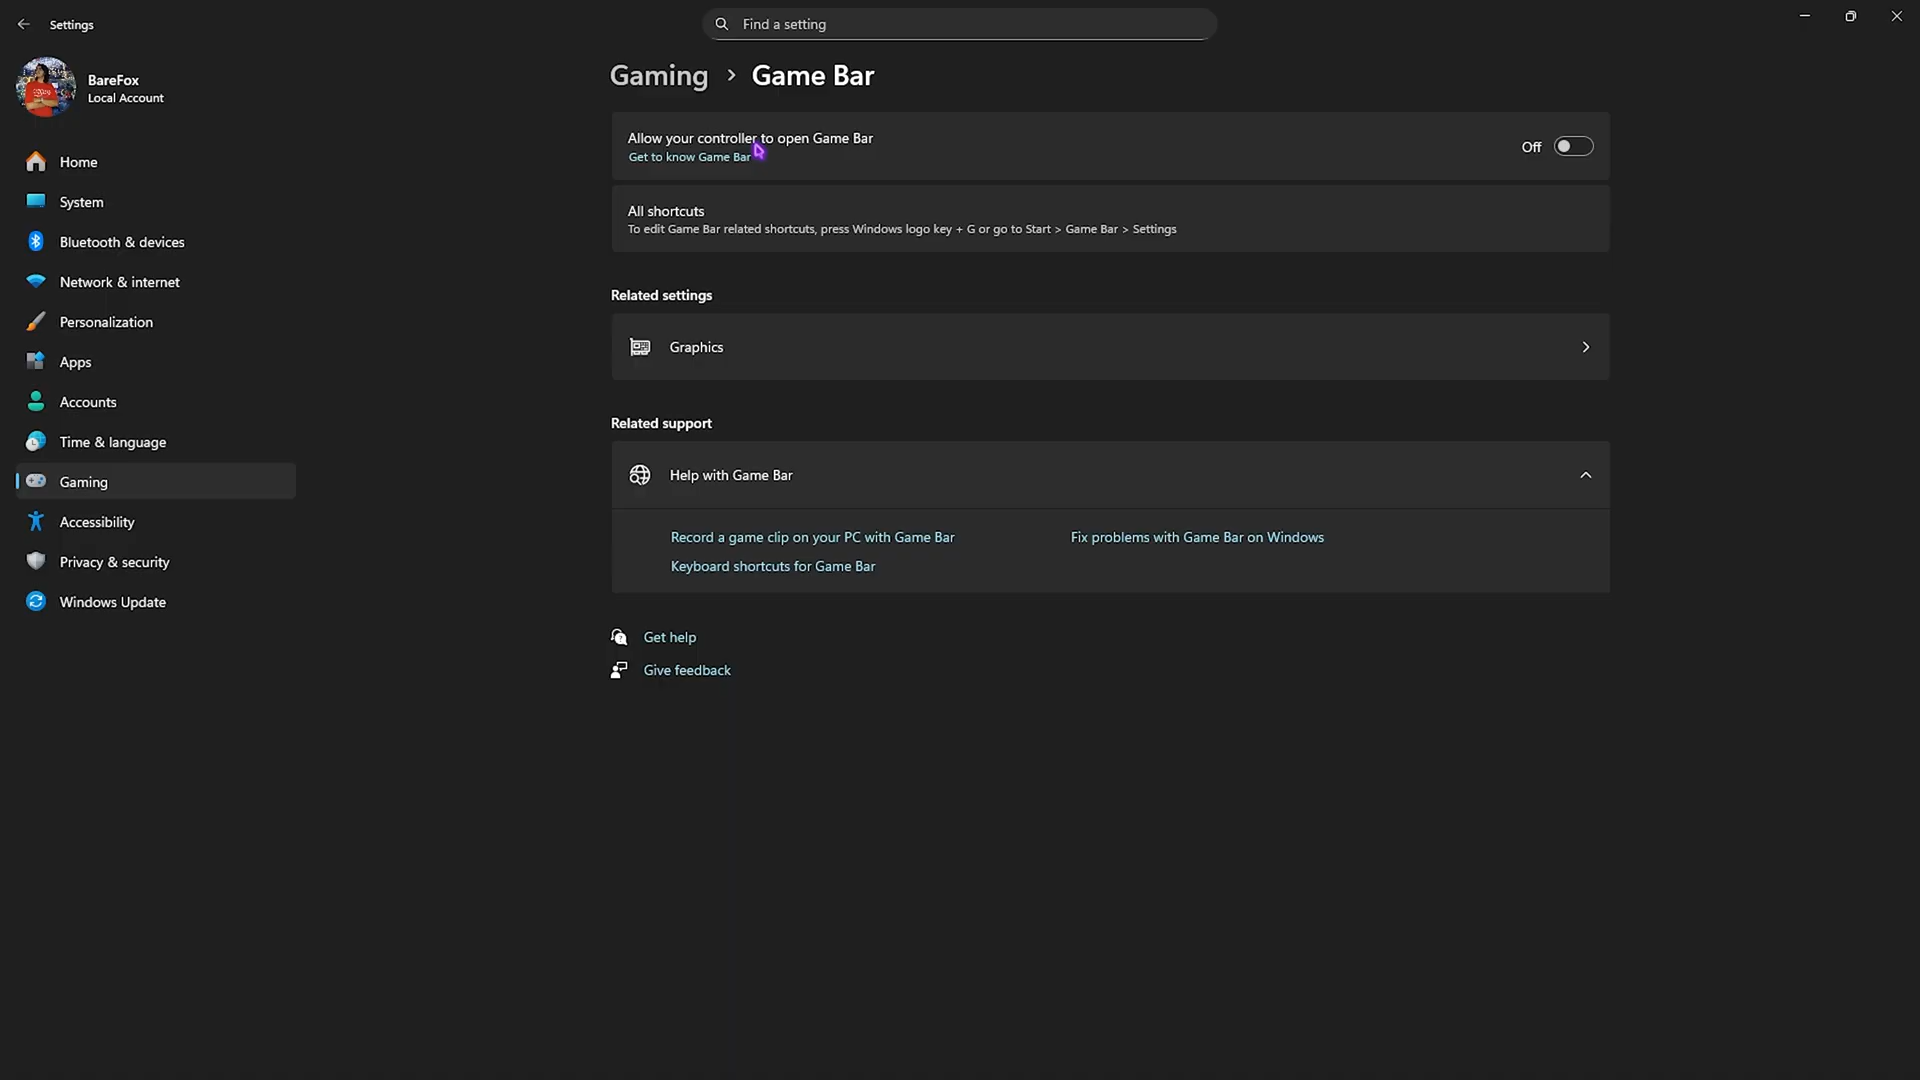 Settings
Find a setting
BareFox
Local Account
Home
System
Bluetooth & devices
Network & internet
Personalization
Apps
Accounts
Time & language
Gaming
Accessibility
Privacy & security
Windows Update
Gaming > Game Bar
Allow your controller to open Game Bar
Get to know Game Bar
Off
All shortcuts
To edit Game Bar related shortcuts, press Windows logo key + G or go to Start > Game Bar > Settings
Related settings
Graphics
Related support
Help with Game Bar
Record a game clip on your PC with Game Bar
Fix problems with Game Bar on Windows
Keyboard shortcuts for Game Bar
Get help
Give feedback